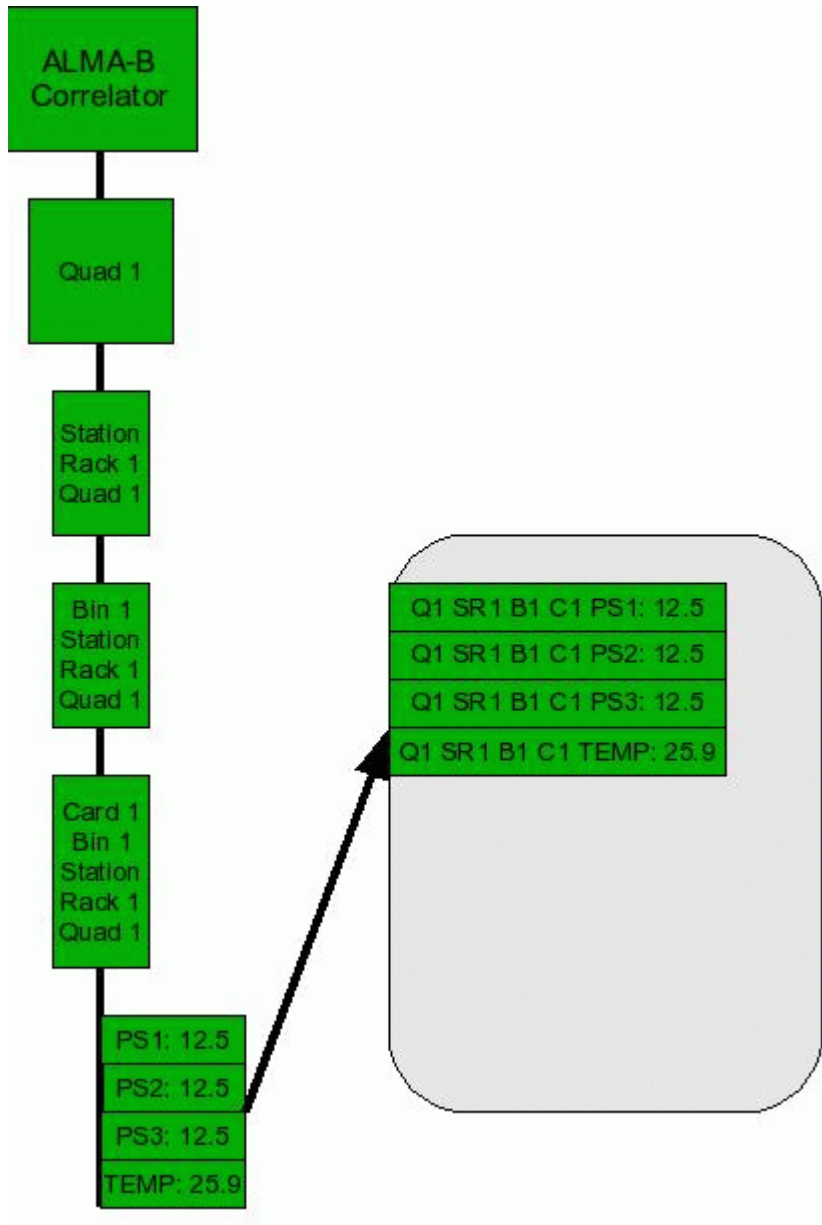 ALMA-B
Correlator
Quad 1
Station
Rack 1
Quad 1
Bin 1
Station
Rack 1
Quad 1
Card 1
Bin 1
Station
Rack 1
Quad 1
PS1: 12.5
PS2: 12.5
PS3: 12.5
TEMP: 25.9
Q1 SR1 B1 C1 PS1: 12.5
Q1 SR1 B1 C1 PS2: 12.5
Q1 SR1 B1 C1 PS3: 12.5
Q1 SR1 B1 C1 TEMP: 25.9